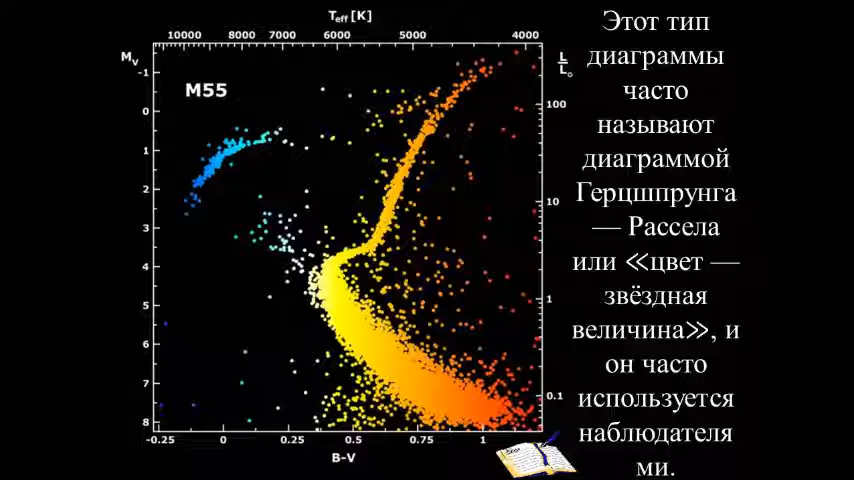 T eff [K]
10000 8000 7000 6000 5000 4000
Mv
L
L☉
M55
-1
0
1
2
3
4
5
6
7
8
100
10
1
0.1
-0.25 0 0.25 0.5 0.75 1
B-V
Этот тип
диаграммы
часто
называют
диаграммой
Герцшпрунга
— Рассела
или ≪цвет —
звёздная
величина≫, и
он часто
используется
наблюдателя
ми.